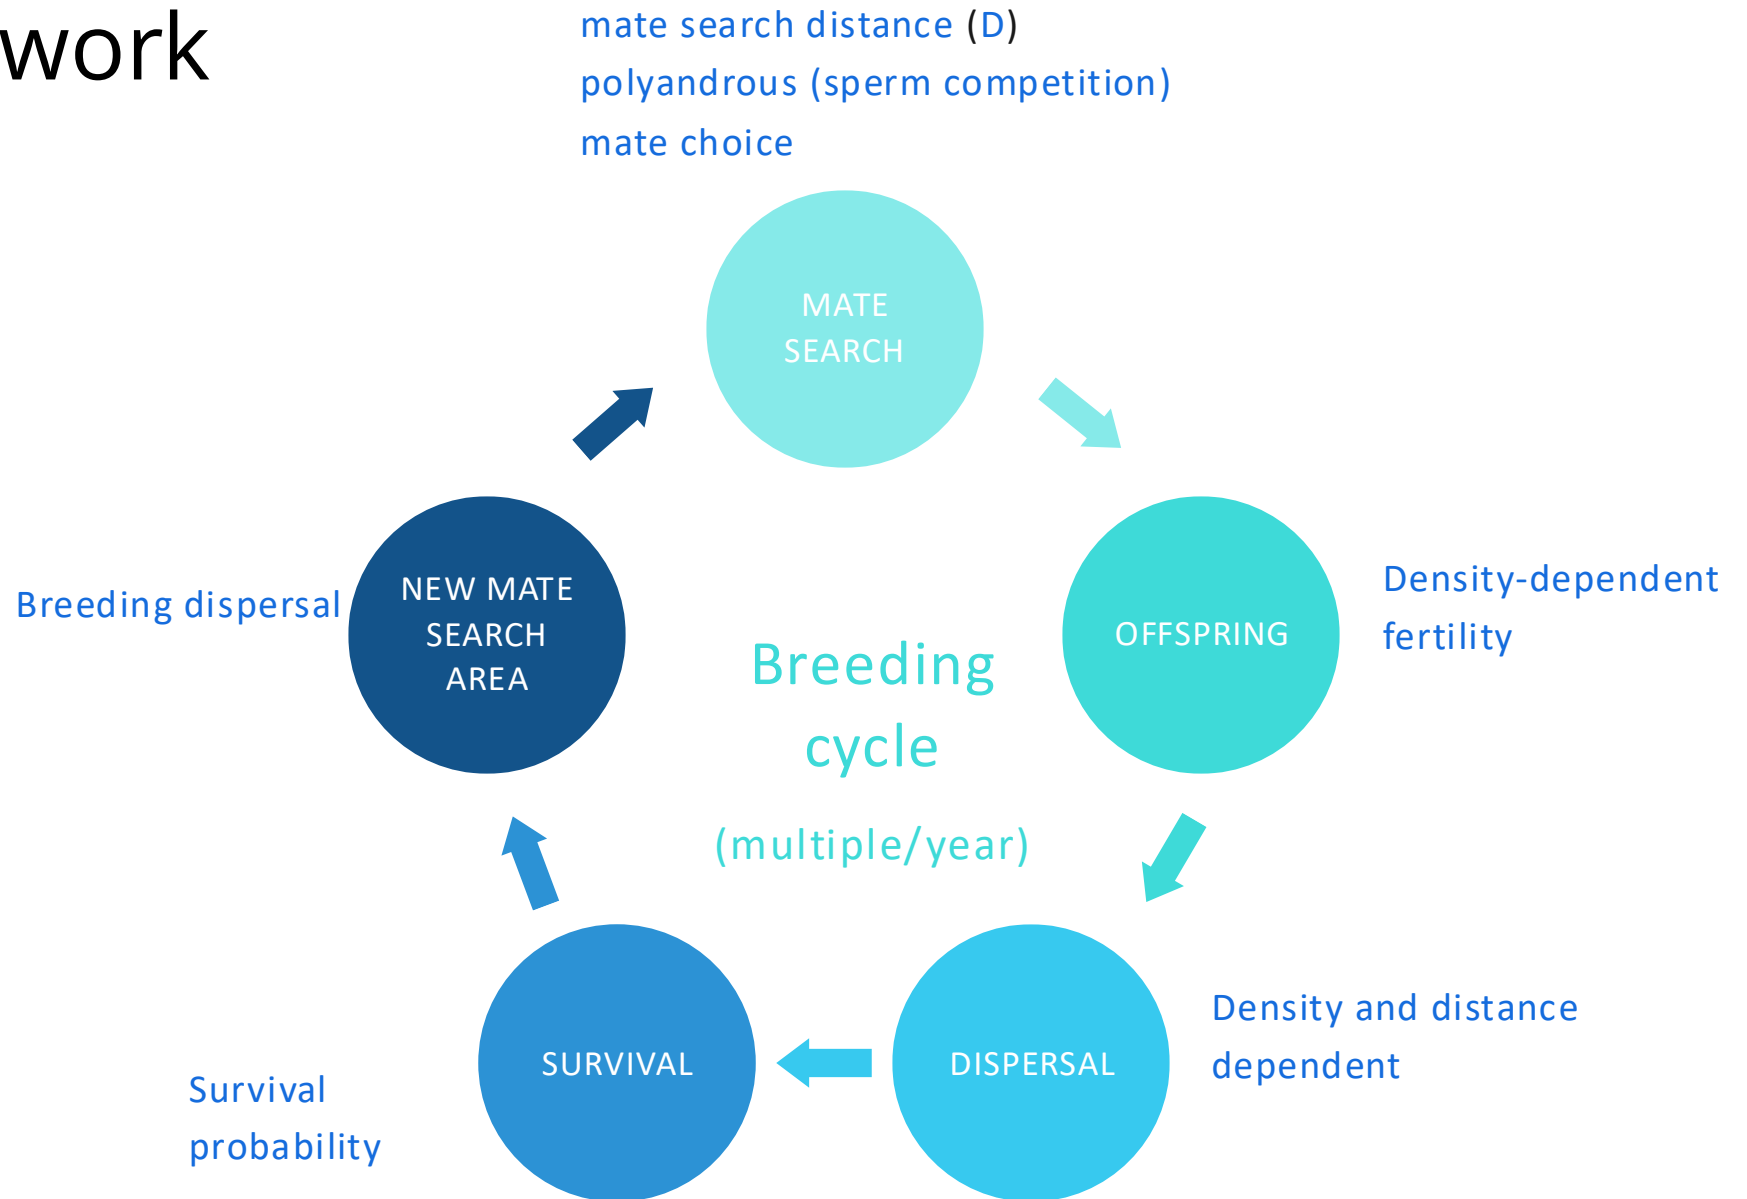 work
mate search distance (D)
polyandrous (sperm competition)
mate choice
MATE
SEARCH
NEW MATE
SEARCH
AREA
Breeding dispersal
OFFSPRING
Density-dependent
fertility
Breeding
cycle
(multiple/year)
SURVIVAL
Survival
probability
DISPERSAL
Density and distance
dependent